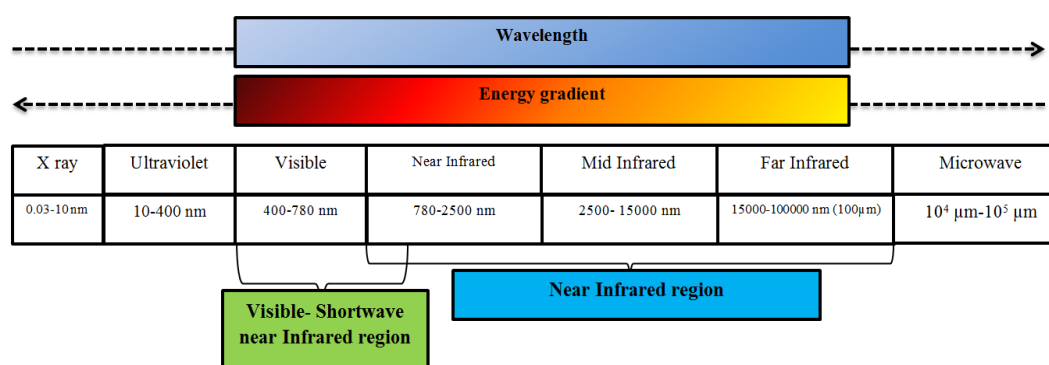 Wavelength
Energy gradient
X ray Ultraviolet Visible Near Infrared Mid Infrared Far Infrared Microwave
0.03-10 nm 10-400 nm 400-780 nm 780-2500 nm 2500- 15000 nm 15000-100000 nm (100µm) 10⁴ µm-10⁵ µm
Visible- Shortwave
near Infrared region
Near Infrared region